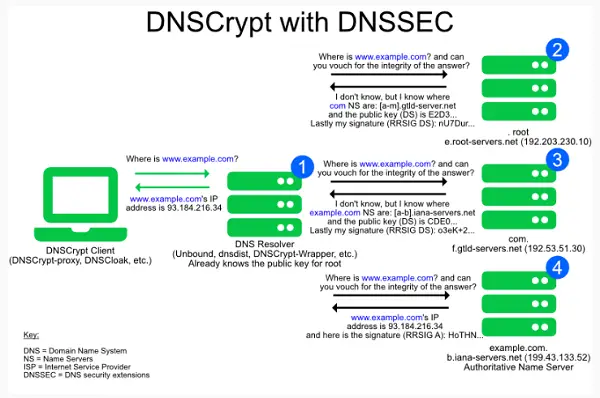 DNSCrypt with DNSSEC
2
Where is www.example.com? and can
you vouch for the integrity of the answer?
I don't know, but I know where
com NS are: [a-m].gtld-server.net
and the public key (DS) is E2D3...
Lastly my signature (RRSIG DS): nU7Dur...
. root
e.root-servers.net (192.203.230.10)
Where is www.example.com?
www.example.com's IP
address is 93.184.216.34
DNSCrypt Client
(DNSCrypt-proxy, DNSCloak, etc.)
1
DNS Resolver
(Unbound, dnsdist, DNSCrypt-Wrapper, etc.)
Already knows the public key for root
3
Where is www.example.com? and can
you vouch for the integrity of the answer?
I don't know, but I know where
example.com NS are: [a-b].iana-servers.net
and the public key (DS) is CDE0...
Lastly my signature (RRSIG DS): o3eK+2...
com.
f.gtld-servers.net (192.53.51.30)
4
Where is www.example.com? and can
you vouch for the integrity of the answer?
www.example.com's IP
address is 93.184.216.34
and here is the signature (RRSIG A): HoTHN...
example.com.
b.iana-servers.net (199.43.133.52)
Authoritative Name Server
Key:
DNS = Domain Name System
NS = Name Servers
ISP = Internet Service Provider
DNSSEC = DNS security extensions